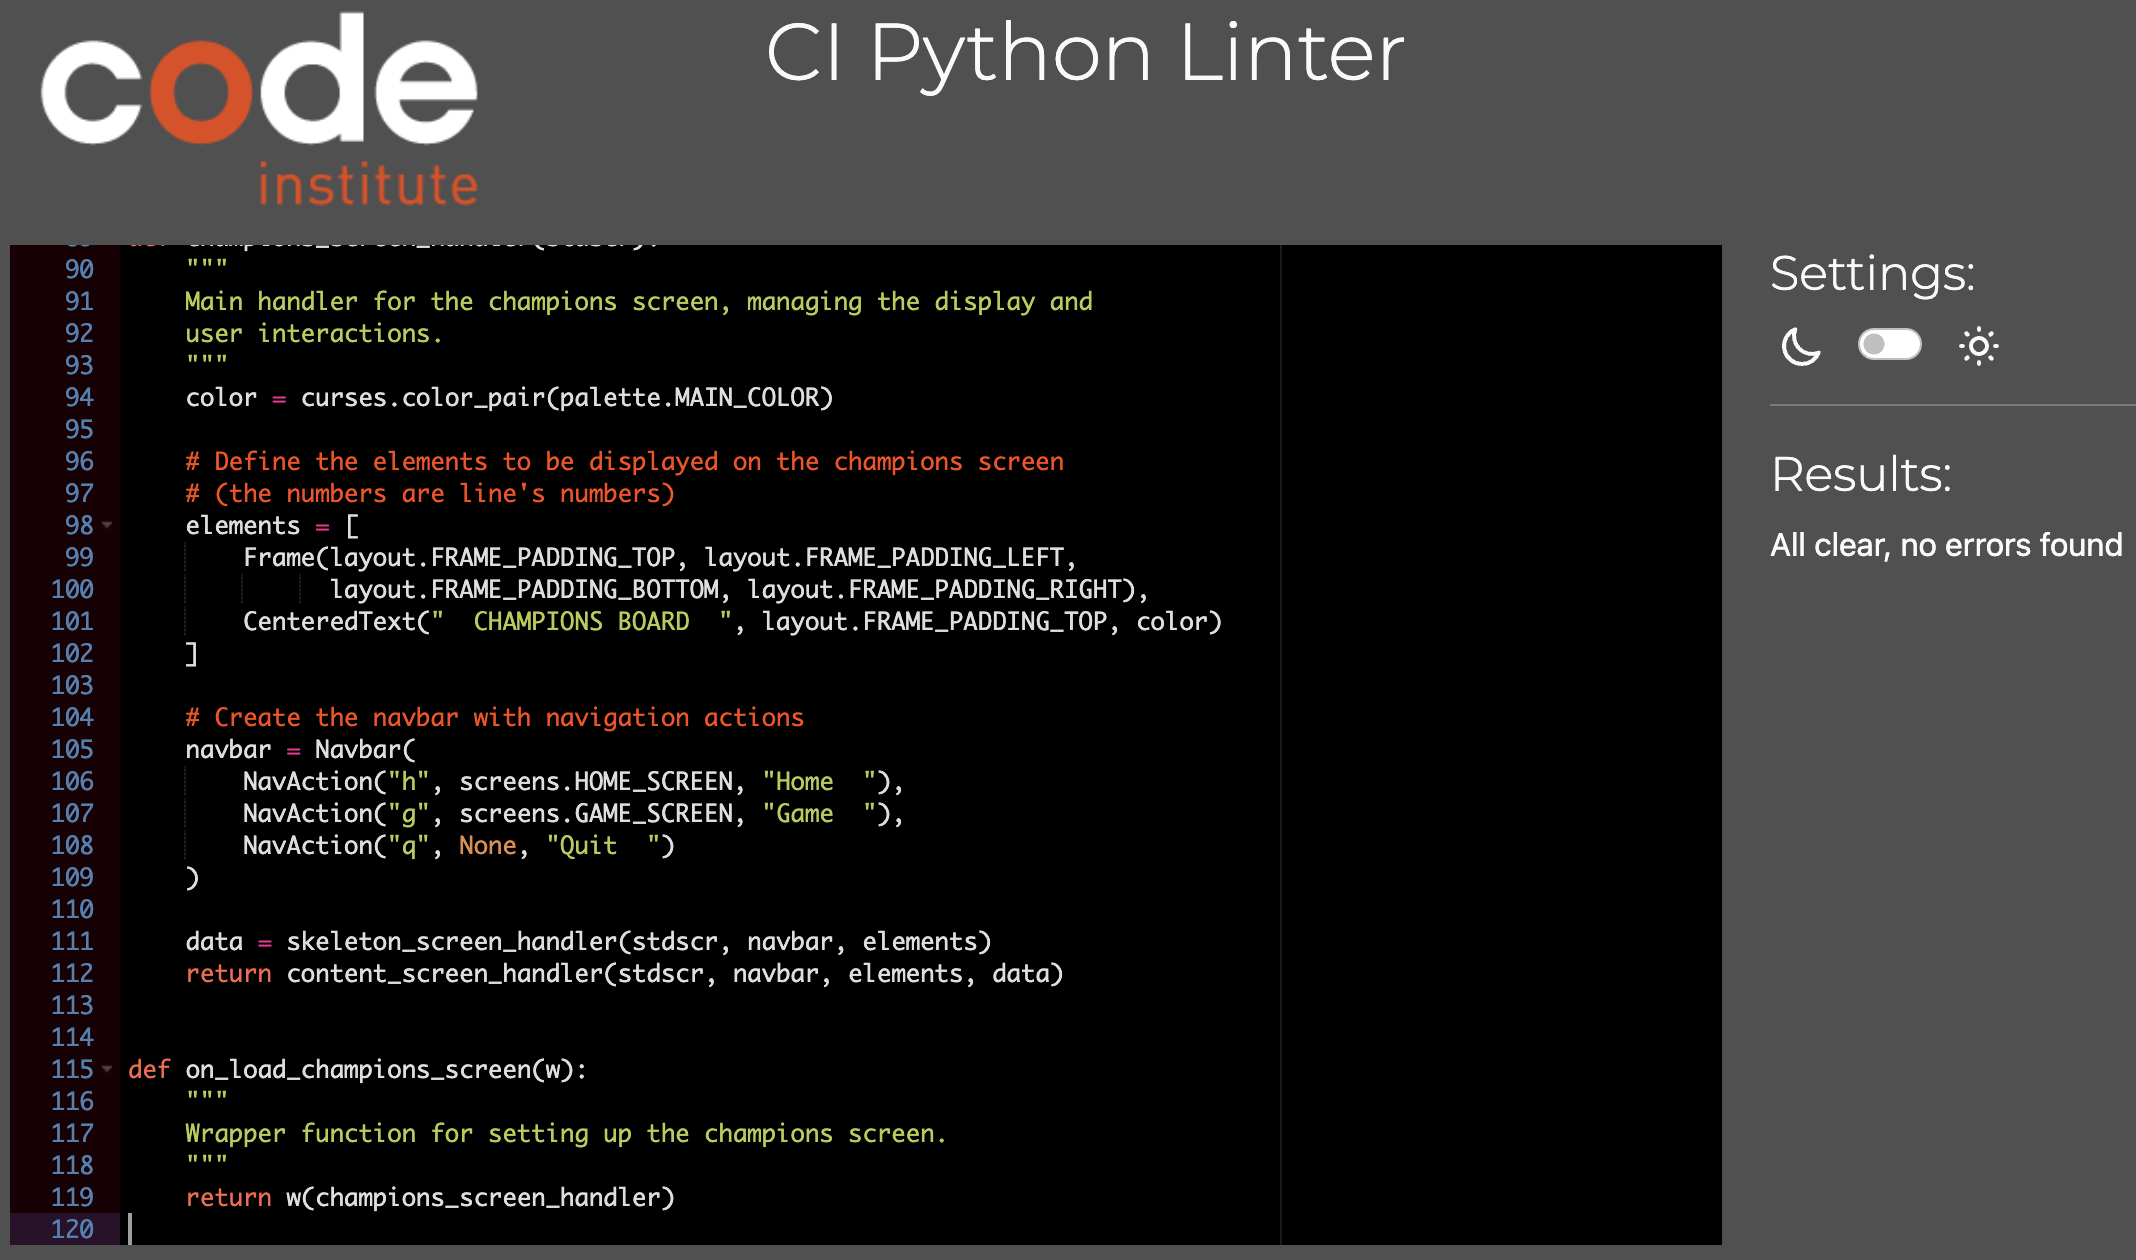 code
institute
CI Python Linter
def champions_screen_handler(stdscr):
90 """
91 Main handler for the champions screen, managing the display and
92 user interactions.
93 """
94 color = curses.color_pair(palette.MAIN_COLOR)
95
96 # Define the elements to be displayed on the champions screen
97 # (the numbers are line's numbers)
98 elements = [
99 Frame(layout.FRAME_PADDING_TOP, layout.FRAME_PADDING_LEFT,
100 layout.FRAME_PADDING_BOTTOM, layout.FRAME_PADDING_RIGHT),
101 CenteredText("  CHAMPIONS BOARD  ", layout.FRAME_PADDING_TOP, color)
102 ]
103
104 # Create the navbar with navigation actions
105 navbar = Navbar(
106 NavAction("h", screens.HOME_SCREEN, "Home  "),
107 NavAction("g", screens.GAME_SCREEN, "Game  "),
108 NavAction("q", None, "Quit  ")
109 )
110
111 data = skeleton_screen_handler(stdscr, navbar, elements)
112 return content_screen_handler(stdscr, navbar, elements, data)
113
114
115 def on_load_champions_screen(w):
116 """
117 Wrapper function for setting up the champions screen.
118 """
119 return w(champions_screen_handler)
120
Settings:
Results:
All clear, no errors found